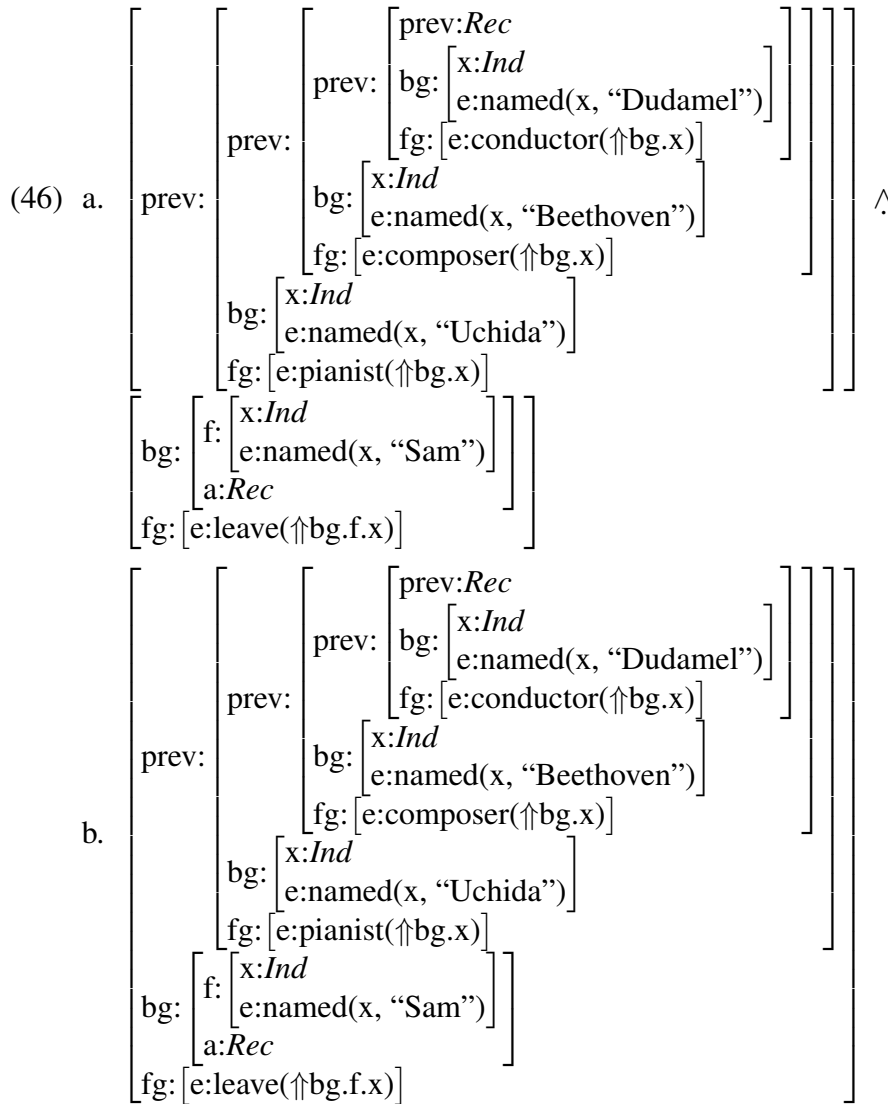 prev:Rec
prev: bg: x:Ind
e:named(x, “Dudamel”)
prev: fg: [e:conductor(⇑bg.x)]
(46) a. prev: bg: x:Ind ⩑
e:named(x, “Beethoven”)
fg: [e:composer(⇑bg.x)]
bg: x:Ind
e:named(x, “Uchida”)
fg: [e:pianist(⇑bg.x)]
bg: f: x:Ind
e:named(x, “Sam”)
a:Rec
fg: [e:leave(⇑bg.f.x)]
prev:Rec
prev: bg: x:Ind
e:named(x, “Dudamel”)
prev: fg: [e:conductor(⇑bg.x)]
prev: bg: x:Ind
e:named(x, “Beethoven”)
b. fg: [e:composer(⇑bg.x)]
bg: x:Ind
e:named(x, “Uchida”)
fg: [e:pianist(⇑bg.x)]
bg: f: x:Ind
e:named(x, “Sam”)
a:Rec
fg: [e:leave(⇑bg.f.x)]